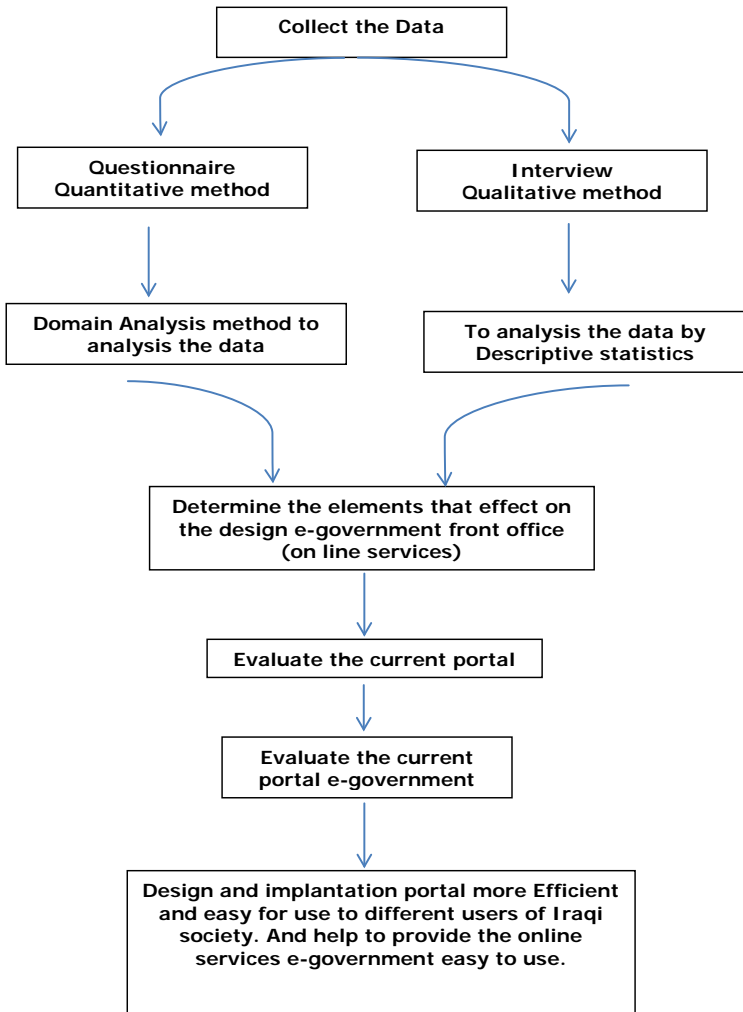 Collect the Data
Questionnaire
Quantitative method
Interview
Qualitative method
Domain Analysis method to
analysis the data
To analysis the data by
Descriptive statistics
Determine the elements that effect on
the design e-government front office
(on line services)
Evaluate the current portal
Evaluate the current
portal e-government
Design and implantation portal more Efficient
and easy for use to different users of Iraqi
society. And help to provide the online
services e-government easy to use.